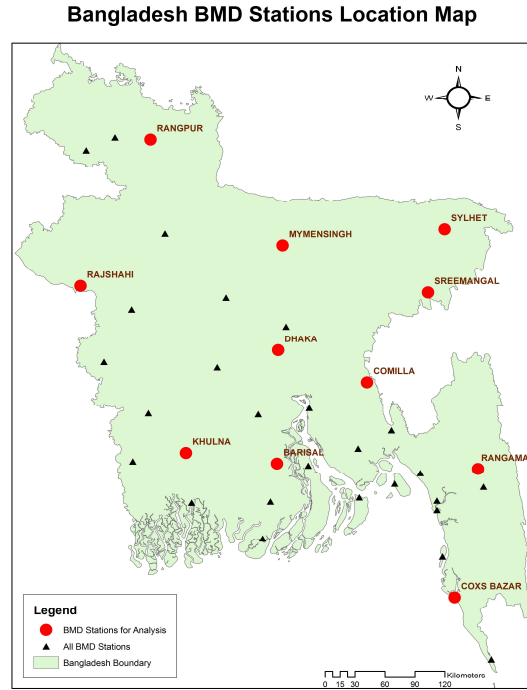 Bangladesh BMD Stations Location Map
N
W E
S
RANGPUR
SYLHET
MYMENSINGH
RAJSHAHI
SREEMANGAL
DHAKA
COMILLA
KHULNA
BARISAL
RANGAMA
COXS BAZAR
Legend
BMD Stations for Analysis
All BMD Stations
Bangladesh Boundary
Kilometers
0 15 30 60 90 120